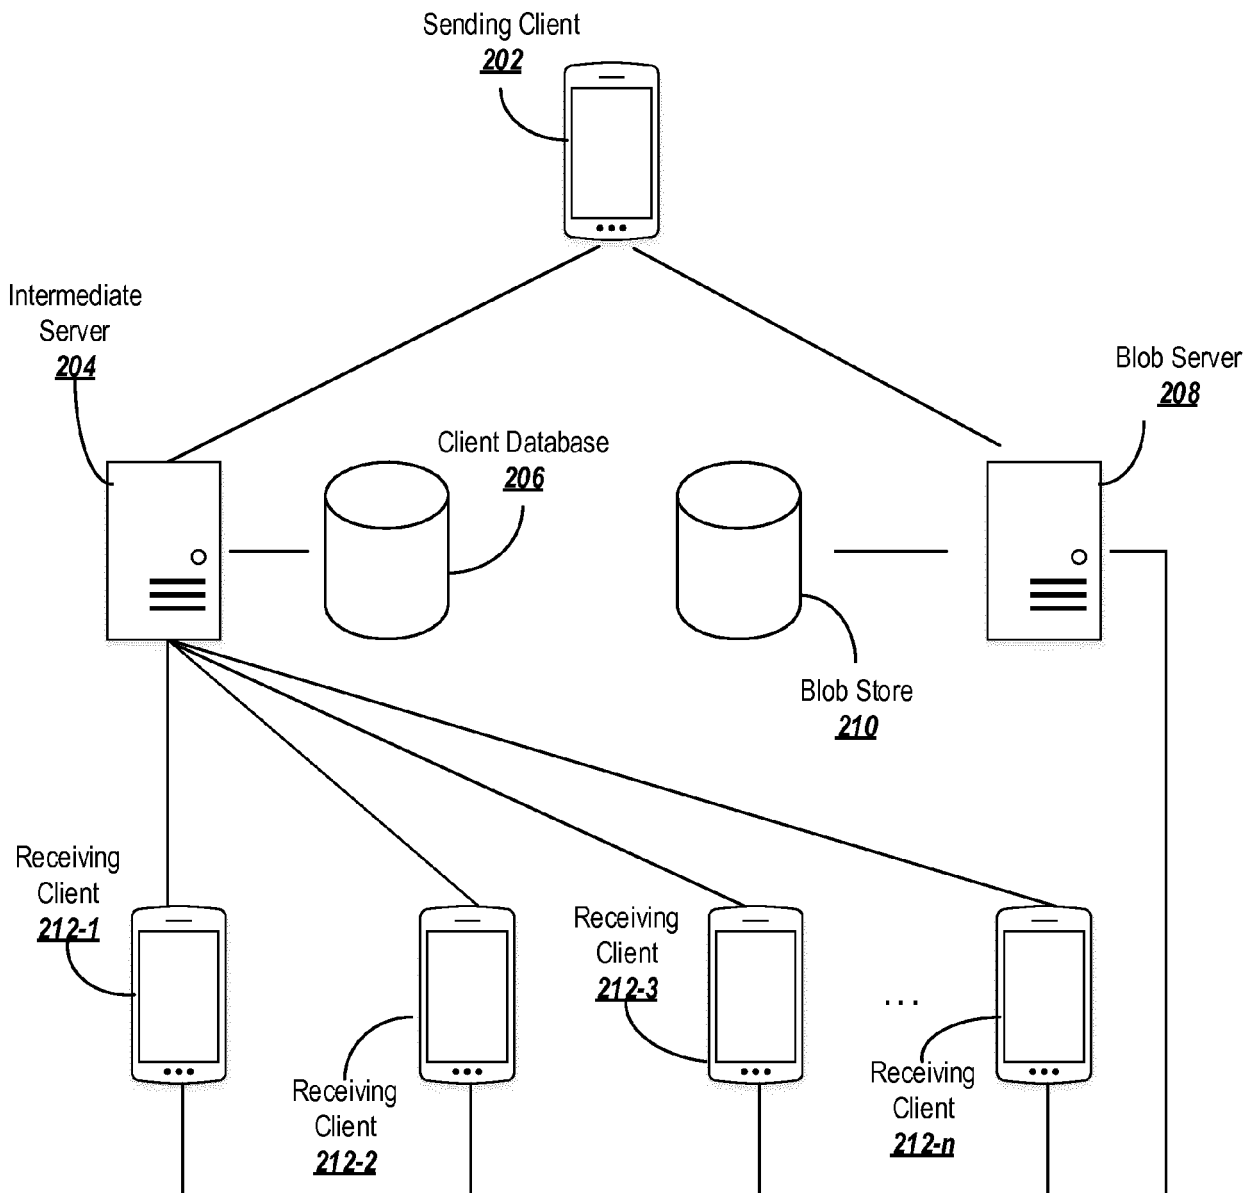 Sending Client
202
Intermediate
Server
204
Blob Server
208
Client Database
206
Blob Store
210
Receiving
Client
212-1
Receiving
Client
212-2
Receiving
Client
212-3
...
Receiving
Client
212-n